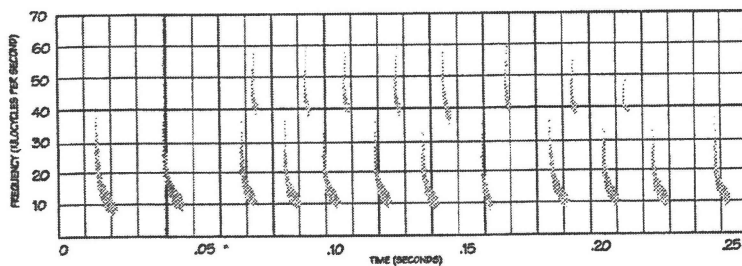 FREQUENCY (KILOCYCLES PER SECOND)
70
60
50
40
30
20
10
0 .05 .10 .15 .20 .25
TIME (SECONDS)